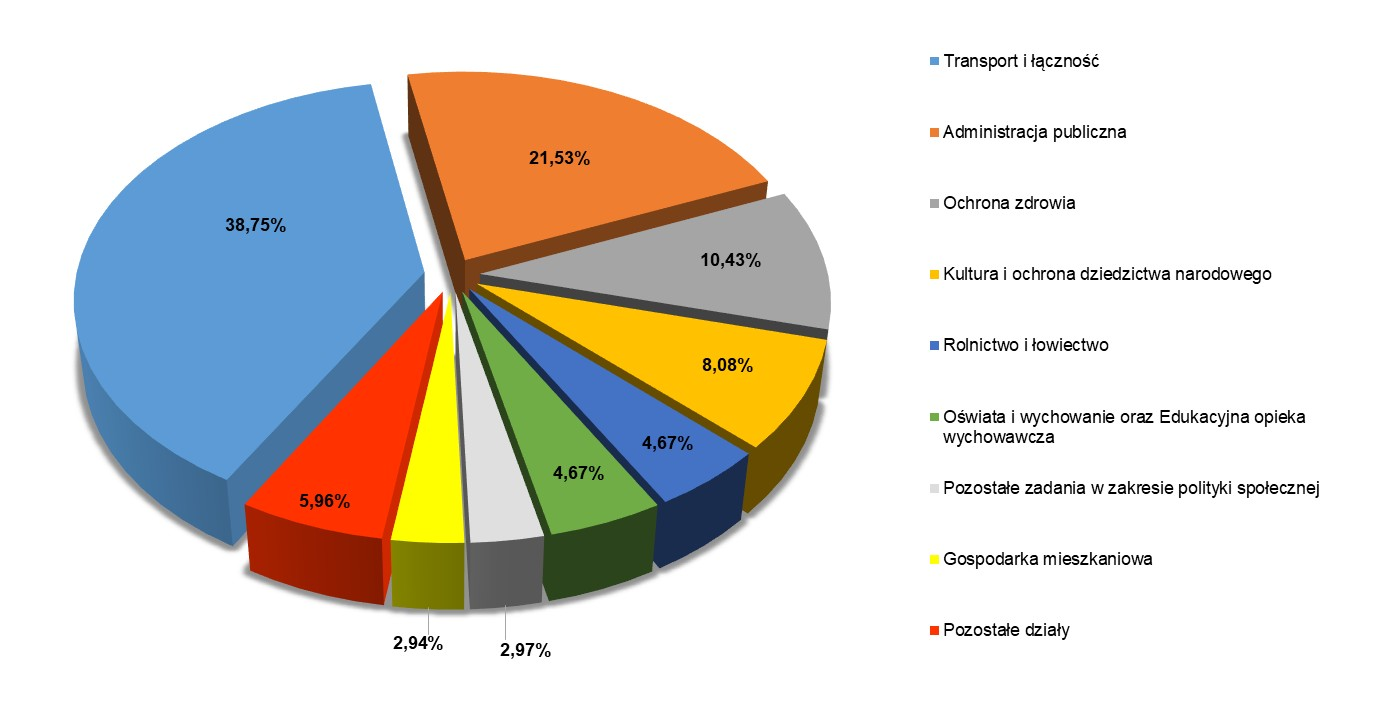 38,75%
21,53%
10,43%
8,08%
4,67%
4,67%
2,97%
2,94%
5,96%
Transport i łączność
Administracja publiczna
Ochrona zdrowia
Kultura i ochrona dziedzictwa narodowego
Rolnictwo i łowiectwo
Oświata i wychowanie oraz Edukacyjna opieka
wychowawcza
Pozostałe zadania w zakresie polityki społecznej
Gospodarka mieszkaniowa
Pozostałe działy